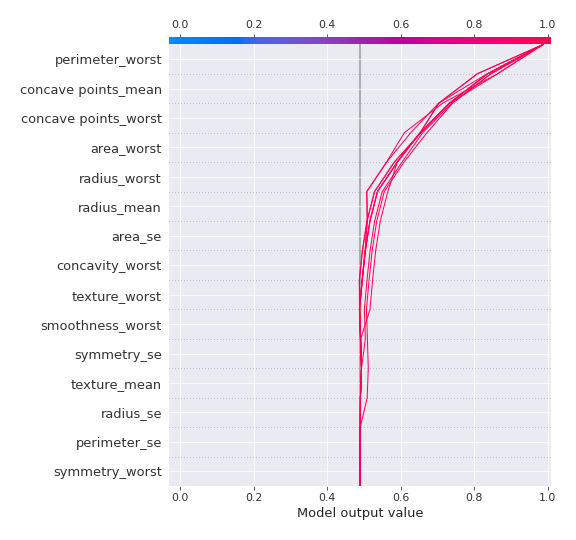 0.0 0.2 0.4 0.6 0.8 1.0
perimeter_worst
concave points_mean
concave points_worst
area_worst
radius_worst
radius_mean
area_se
concavity_worst
texture_worst
smoothness_worst
symmetry_se
texture_mean
radius_se
perimeter_se
symmetry_worst
0.0 0.2 0.4 0.6 0.8 1.0
Model output value